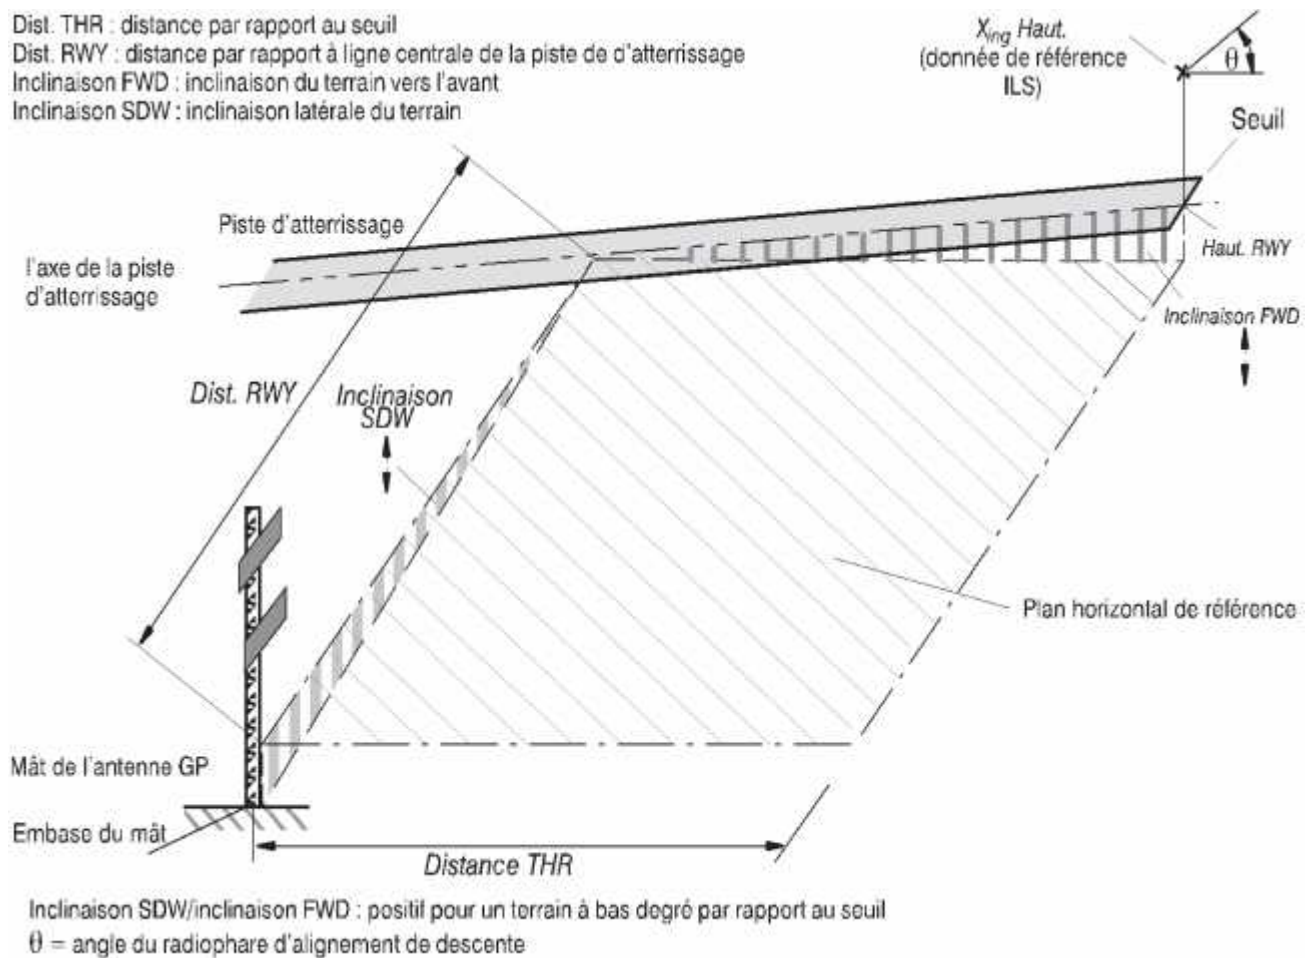 Dist. THR : distance par rapport au seuil
Dist. RWY : distance par rapport à ligne centrale de la piste de d'atterrissage
Inclinaison FWD : inclinaison du terrain vers l'avant
Inclinaison SDW : inclinaison latérale du terrain
Xing Haut.
(donnée de référence
ILS)
θ
Seuil
Piste d'atterrissage
l'axe de la piste
d'atterrissage
Haut. RWY
Inclinaison FWD
Dist. RWY
Inclinaison
SDW
Plan horizontal de référence
Mât de l'antenne GP
Embase du mât
Distance THR
Inclinaison SDW/inclinaison FWD : positif pour un terrain à bas degré par rapport au seuil
θ = angle du radiophare d'alignement de descente